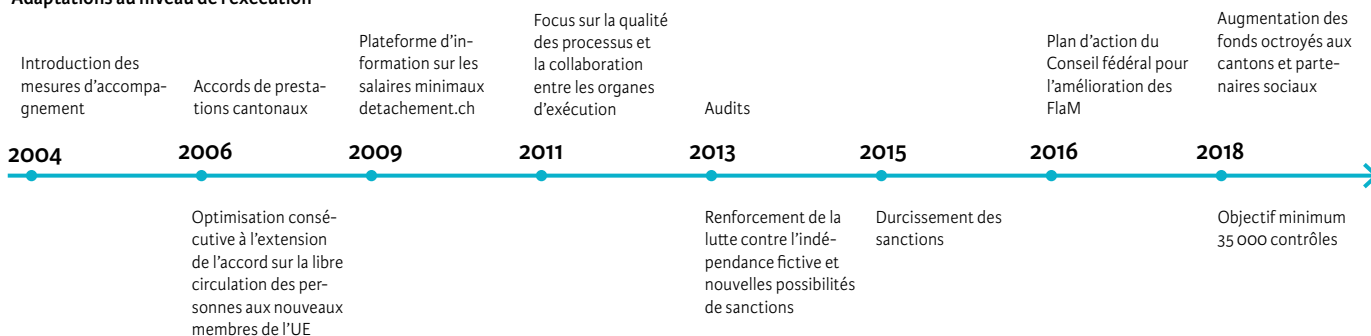 Adaptations au niveau de l'exécution
Introduction des
mesures d'accompa-
gnement
Accords de presta-
tions cantonaux
Plateforme d'in-
formation sur les
salaires minimaux
detachement.ch
Focus sur la qualité
des processus et
la collaboration
entre les organes
d'exécution
Audits
Plan d'action du
Conseil fédéral pour
l'amélioration des
FlaM
Augmentation des
fonds octroyés aux
cantons et parte-
naires sociaux
2004 2006 2009 2011 2013 2015 2016 2018
Optimisation consé-
cutive à l'extension
de l'accord sur la libre
circulation des per-
sonnes aux nouveaux
membres de l'UE
Renforcement de la
lutte contre l'indé-
pendance fictive et
nouvelles possibilités
de sanctions
Durcissement des
sanctions
Objectif minimum
35 000 contrôles